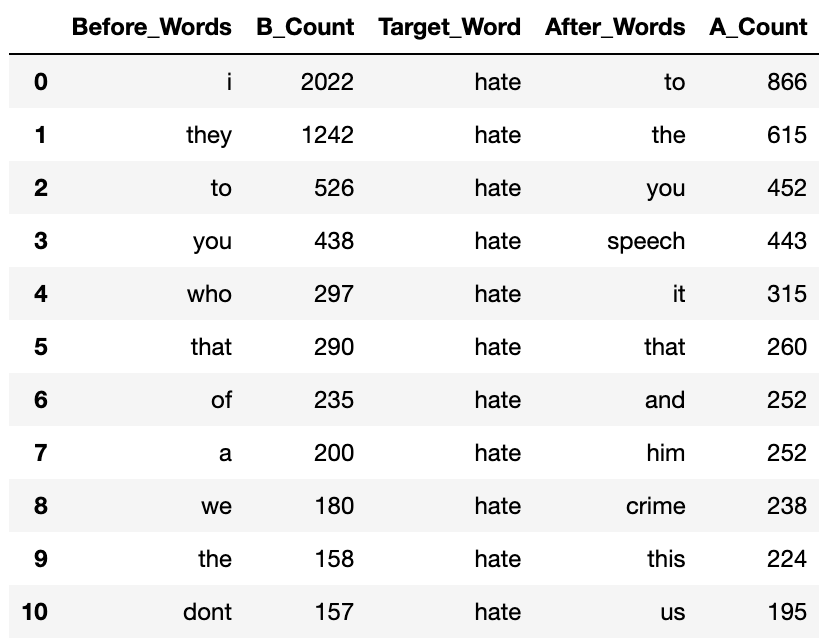 Before_Words B_Count Target_Word After_Words A_Count
0 i 2022 hate to 866
1 they 1242 hate the 615
2 to 526 hate you 452
3 you 438 hate speech 443
4 who 297 hate it 315
5 that 290 hate that 260
6 of 235 hate and 252
7 a 200 hate him 252
8 we 180 hate crime 238
9 the 158 hate this 224
10 dont 157 hate us 195